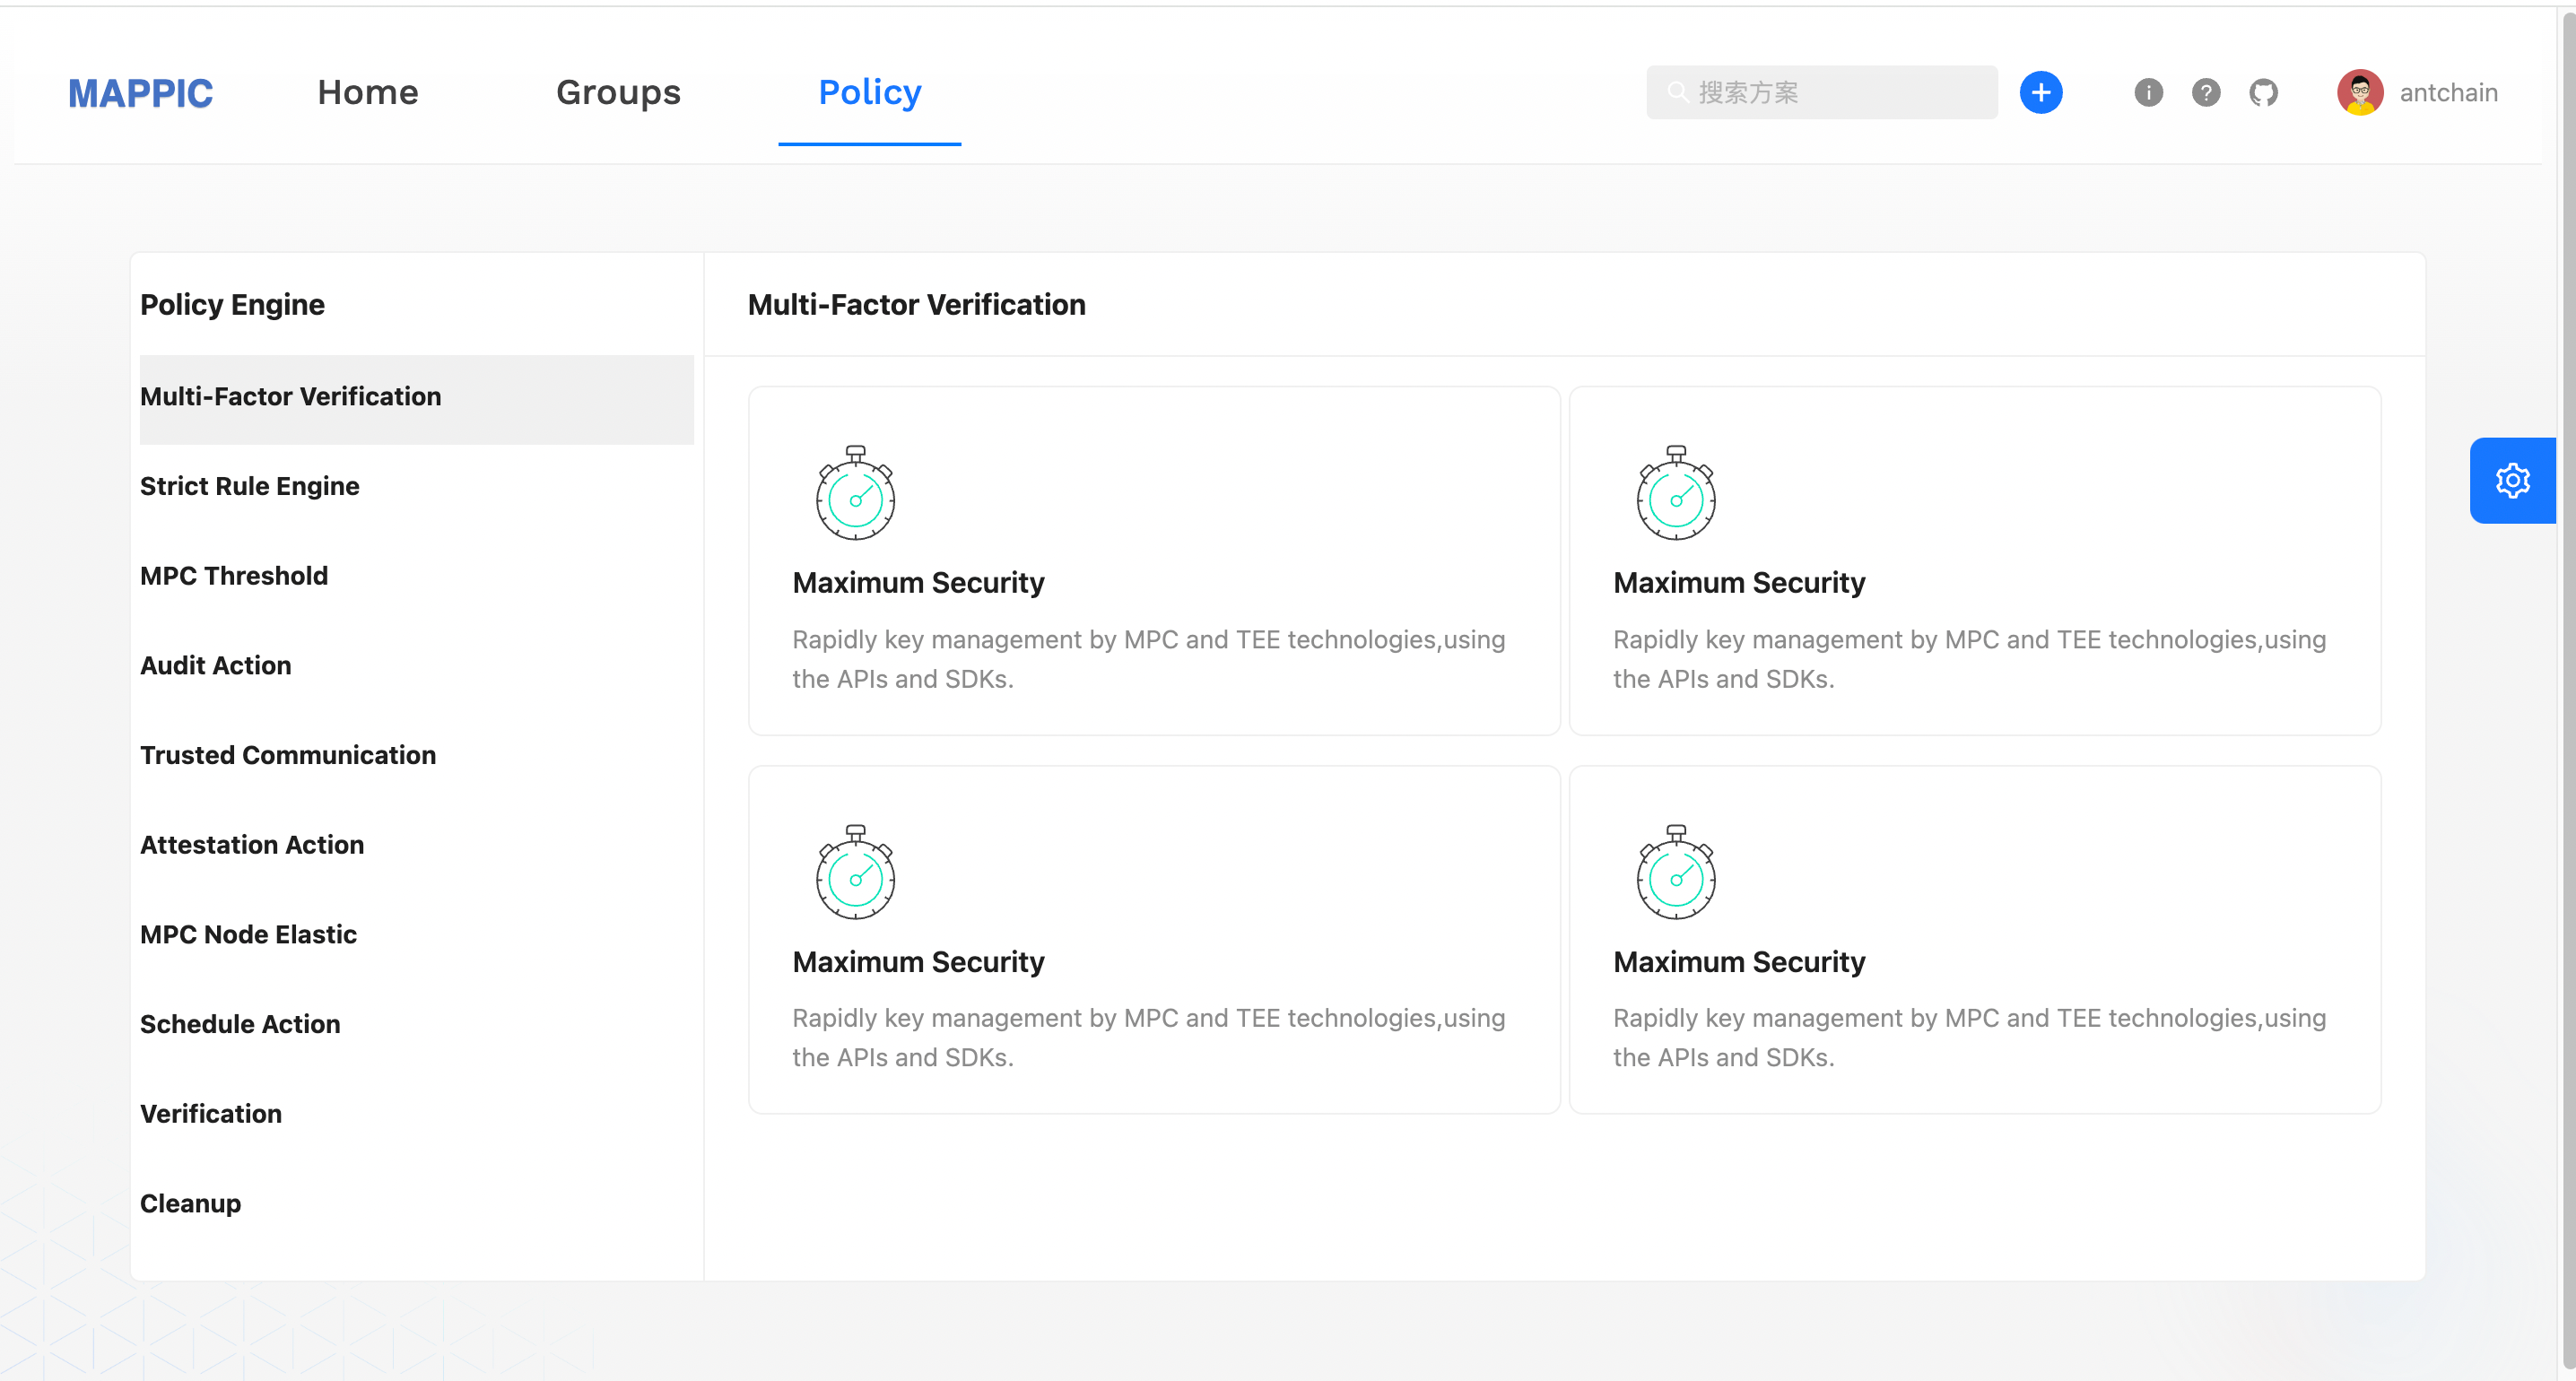 MAPPIC
Home
Groups
Policy
搜索方案
antchain
Policy Engine
Multi-Factor Verification
Strict Rule Engine
MPC Threshold
Audit Action
Trusted Communication
Attestation Action
MPC Node Elastic
Schedule Action
Verification
Cleanup
Multi-Factor Verification
Maximum Security
Rapidly key management by MPC and TEE technologies,using
the APIs and SDKs.
Maximum Security
Rapidly key management by MPC and TEE technologies,using
the APIs and SDKs.
Maximum Security
Rapidly key management by MPC and TEE technologies,using
the APIs and SDKs.
Maximum Security
Rapidly key management by MPC and TEE technologies,using
the APIs and SDKs.